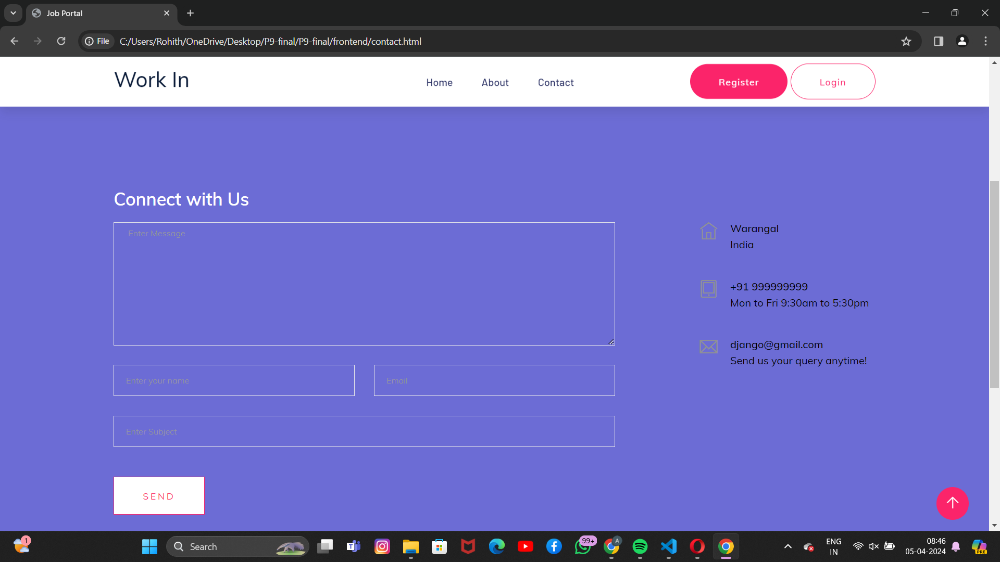 Job Portal
File
C:/Users/Rohith/OneDrive/Desktop/P9-final/P9-final/frontend/contact.html
Work In
Home
About
Contact
Register
Login
Connect with Us
Enter Message
Warangal
India
+91 999999999
Mon to Fri 9:30am to 5:30pm
django@gmail.com
Send us your query anytime!
Enter your name
Email
Enter Subject
SEND
1
Search
99+
A
ENG
IN
08:46
05-04-2024
PRE